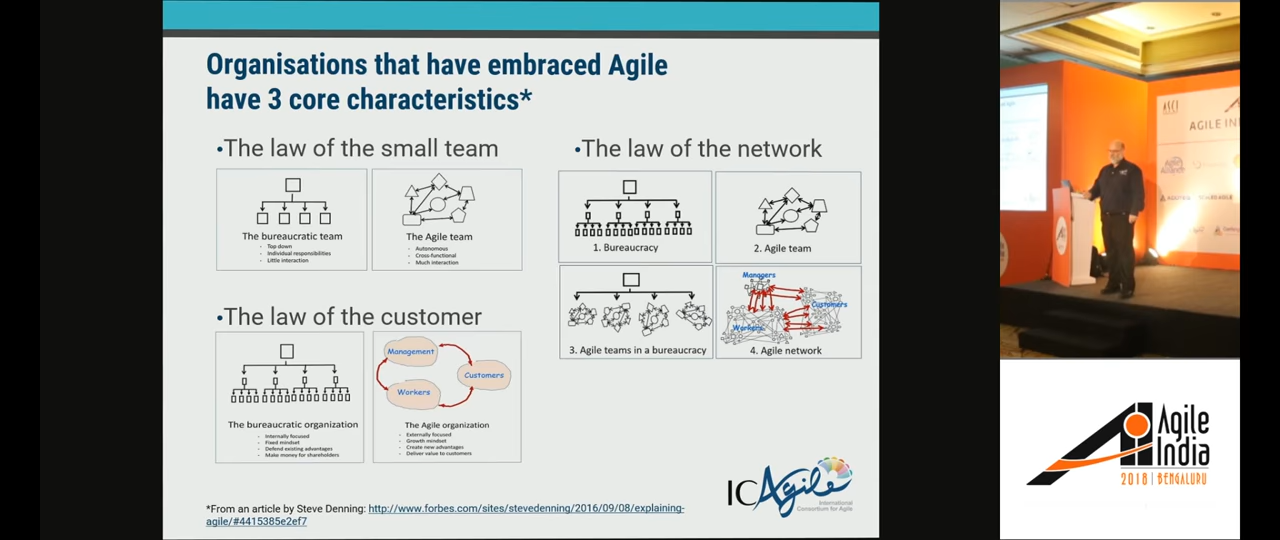 Organisations that have embraced Agile
have 3 core characteristics*
•The law of the small team
The bureaucratic team
- Top down
- Individual responsibilities
- Little interaction
The Agile team
- Autonomous
- Cross-functional
- Much interaction
•The law of the customer
The bureaucratic organization
- Internally focused
- Fixed mindset
- Defend existing advantages
- Make money for shareholders
Management
Customers
Workers
The Agile organization
- Externally focused
- Growth mindset
- Create new advantages
- Deliver value to customers
•The law of the network
1. Bureaucracy
2. Agile team
3. Agile teams in a bureaucracy
Managers
Customers
Workers
4. Agile network
*From an article by Steve Denning: http://www.forbes.com/sites/stevedenning/2016/09/08/explaining-
agile/#4415385e2ef7
ICAgile
International
Consortium for Agile
ASCI
AGILE IN
Agile
Alliance
Agile
India
2018 | BENGALURU